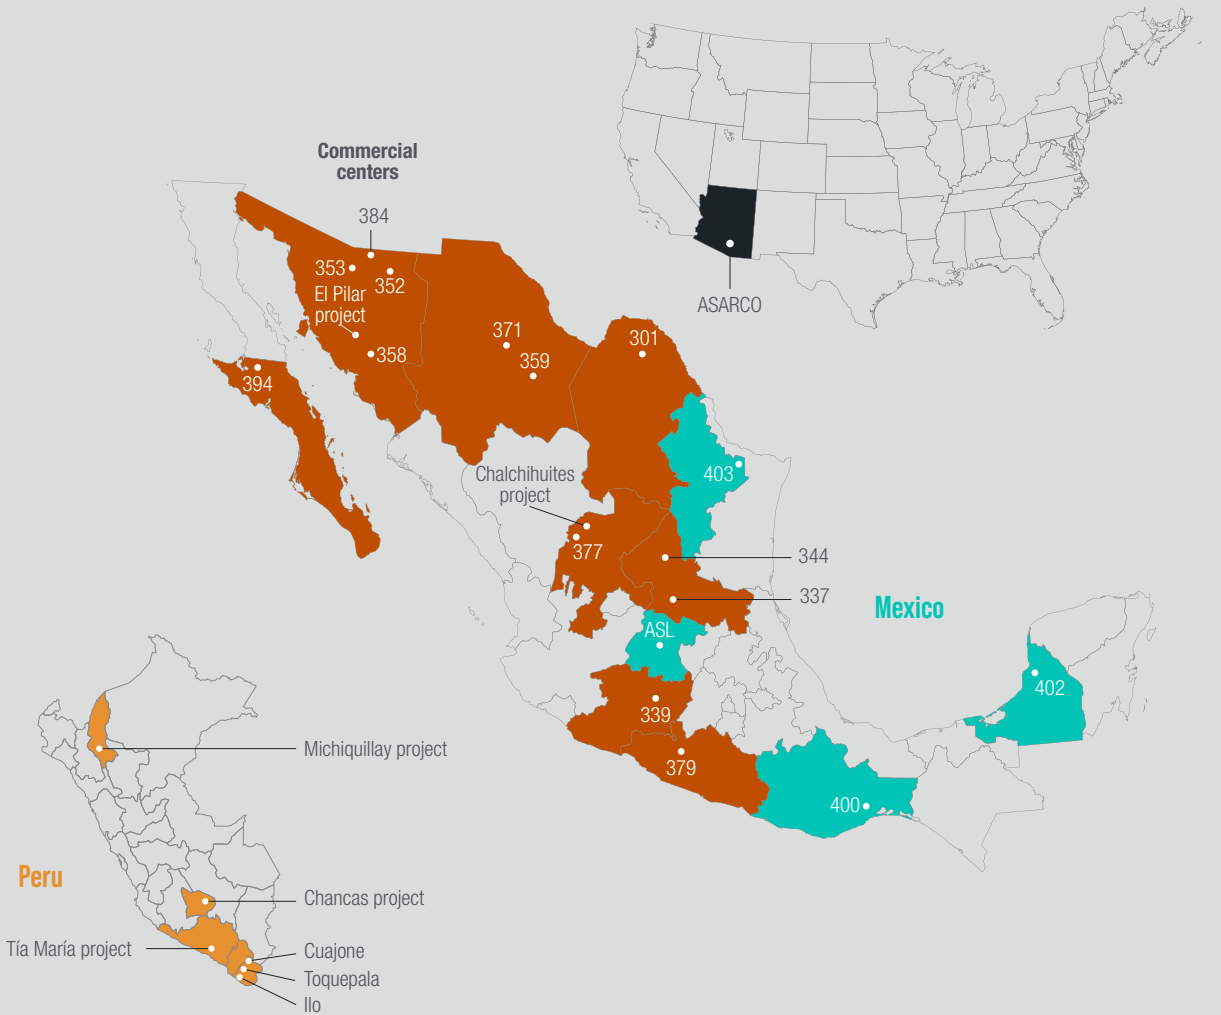 Commercial
centers
384
353
352
El Pilar
project
358
394
371
359
301
ASARCO
403
Chalchihuites
project
377
344
337
Mexico
ASL
402
339
379
400
Michiquillay project
Peru
Chancas project
Tía María project
Cuajone
Toquepala
Ilo